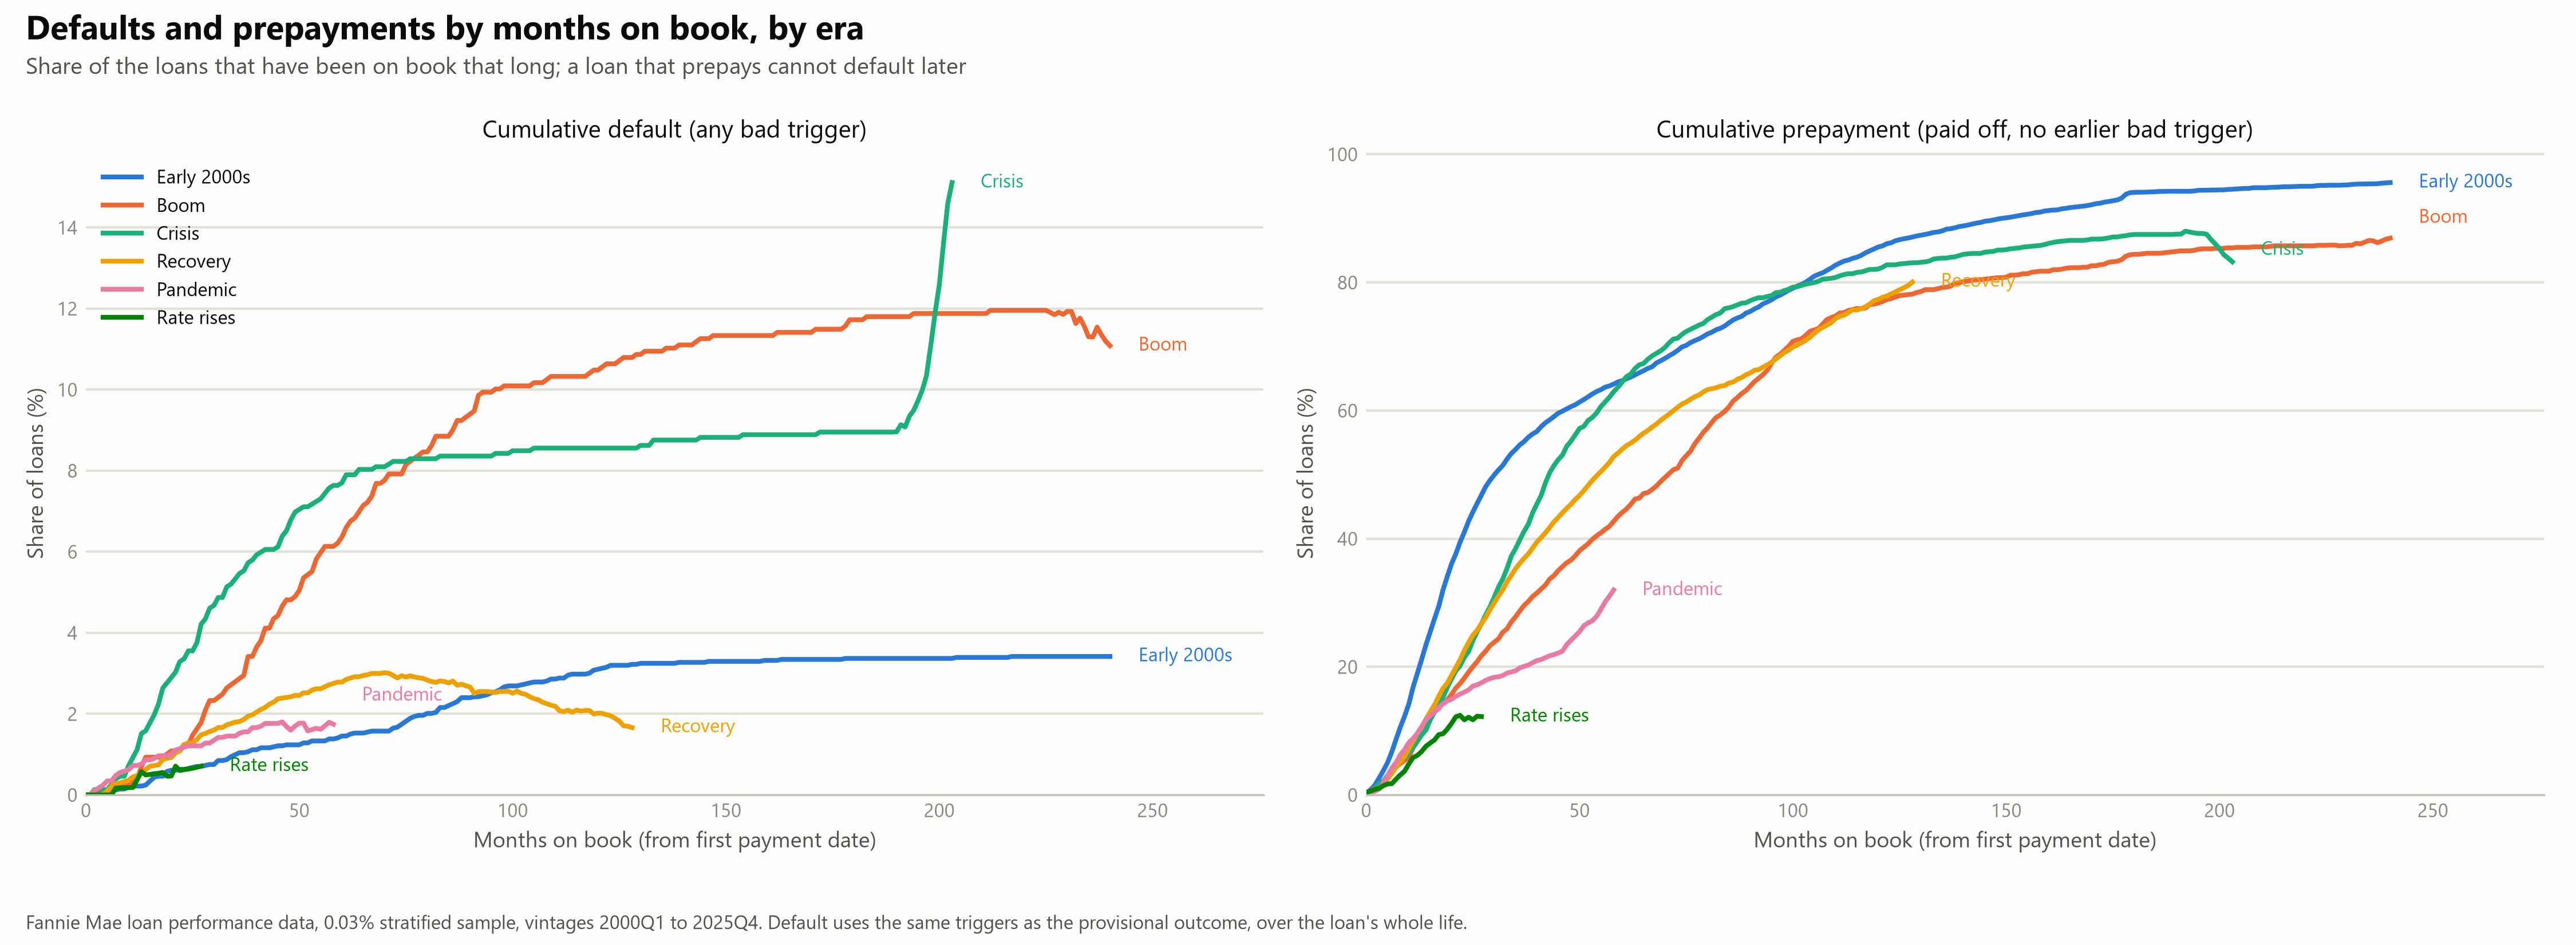 Defaults and prepayments by months on book, by era
Share of the loans that have been on book that long; a loan that prepays cannot default later
Cumulative default (any bad trigger)
Early 2000s
Boom
Crisis
Recovery
Pandemic
Rate rises
Crisis
Boom
Early 2000s
Pandemic
Recovery
Rate rises
Share of loans (%)
14
12
10
8
6
4
2
0
0 50 100 150 200 250
Months on book (from first payment date)
Cumulative prepayment (paid off, no earlier bad trigger)
Early 2000s
Boom
Crisis
Recovery
Pandemic
Rate rises
Share of loans (%)
100
80
60
40
20
0
0 50 100 150 200 250
Months on book (from first payment date)
Fannie Mae loan performance data, 0.03% stratified sample, vintages 2000Q1 to 2025Q4. Default uses the same triggers as the provisional outcome, over the loan's whole life.